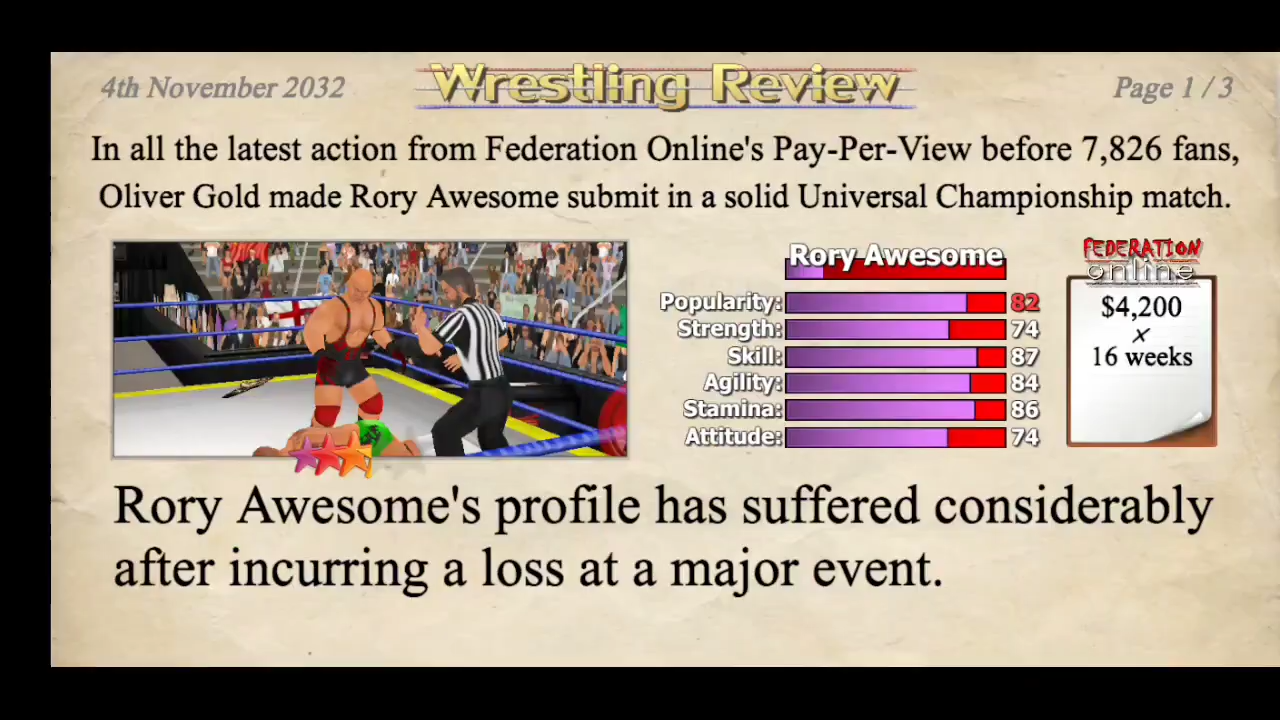 4th November 2032
Wrestling Review
Page 1 / 3
In all the latest action from Federation Online's Pay-Per-View before 7,826 fans,
Oliver Gold made Rory Awesome submit in a solid Universal Championship match.
Rory Awesome
Popularity: 82
Strength: 74
Skill: 87
Agility: 84
Stamina: 86
Attitude: 74
FEDERATION
online
$4,200
x
16 weeks
Rory Awesome's profile has suffered considerably
after incurring a loss at a major event.